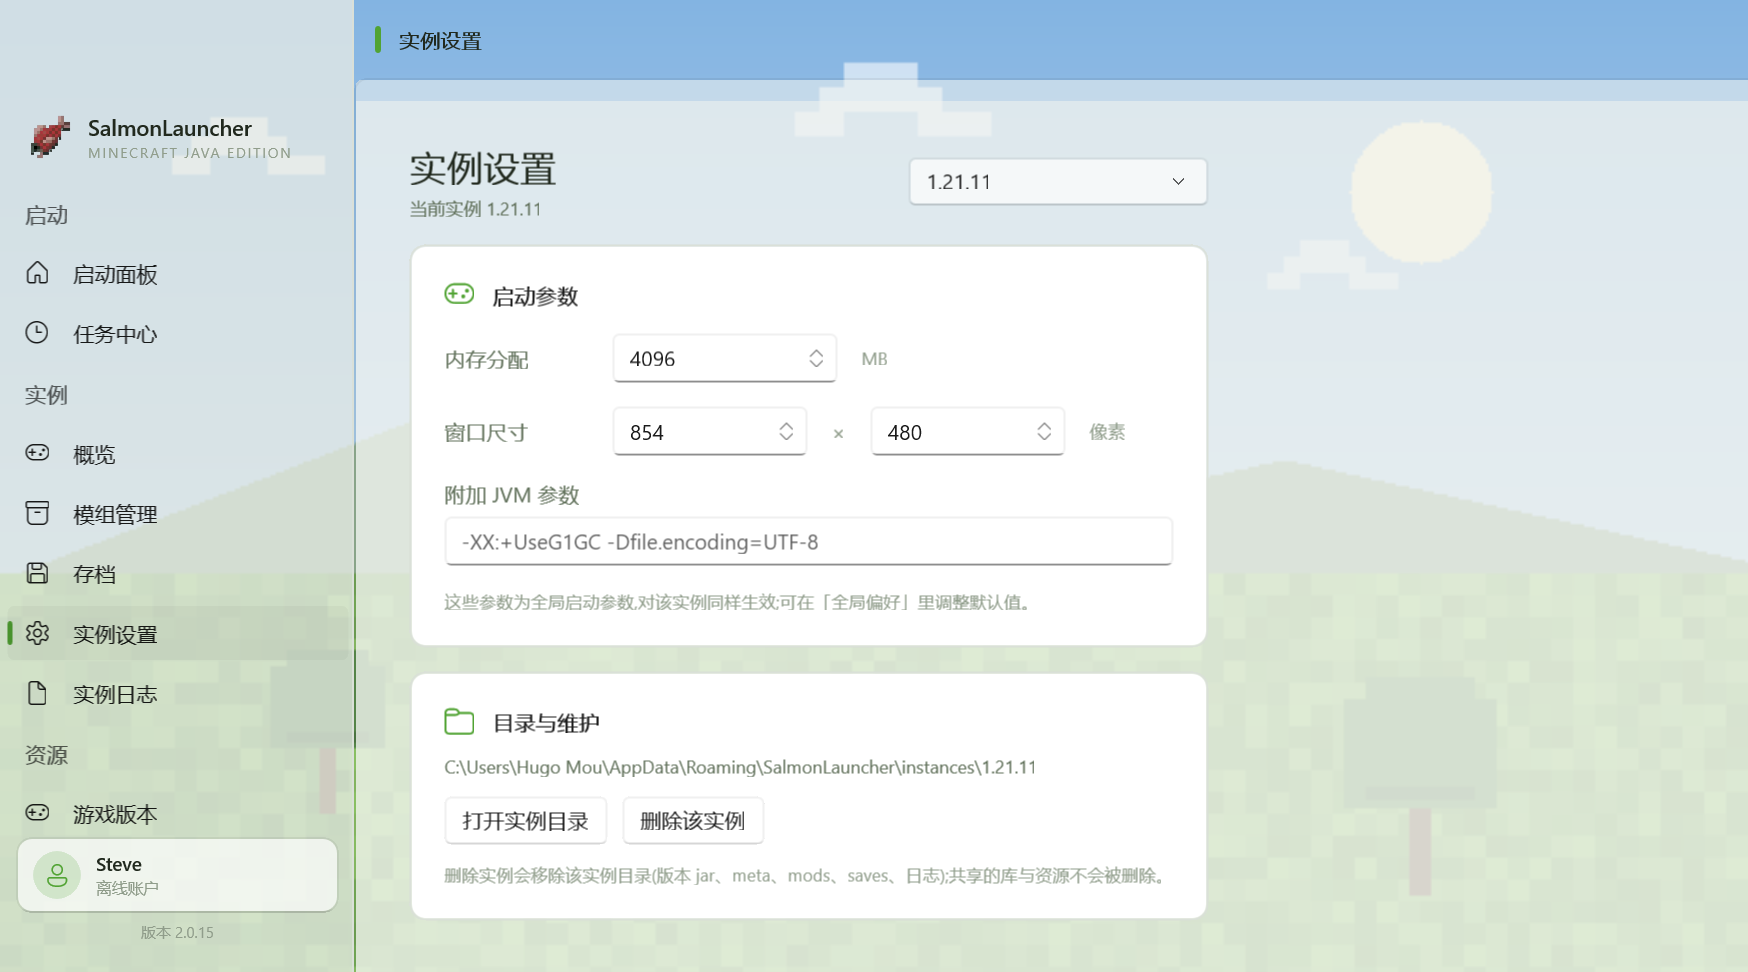 实例设置
SalmonLauncher
MINECRAFT JAVA EDITION
启动
启动面板
任务中心
实例
概览
模组管理
存档
实例设置
实例日志
资源
游戏版本
Steve
离线账户
版本 2.0.15
实例设置
当前实例 1.21.11
1.21.11
启动参数
内存分配 4096 MB
窗口尺寸 854 × 480 像素
附加 JVM 参数
-XX:+UseG1GC -Dfile.encoding=UTF-8
这些参数为全局启动参数,对该实例同样生效;可在「全局偏好」里调整默认值。
目录与维护
C:\Users\Hugo Mou\AppData\Roaming\SalmonLauncher\instances\1.21.11
打开实例目录 删除该实例
删除实例会移除该实例目录(版本 jar、meta、mods、saves、日志);共享的库与资源不会被删除。